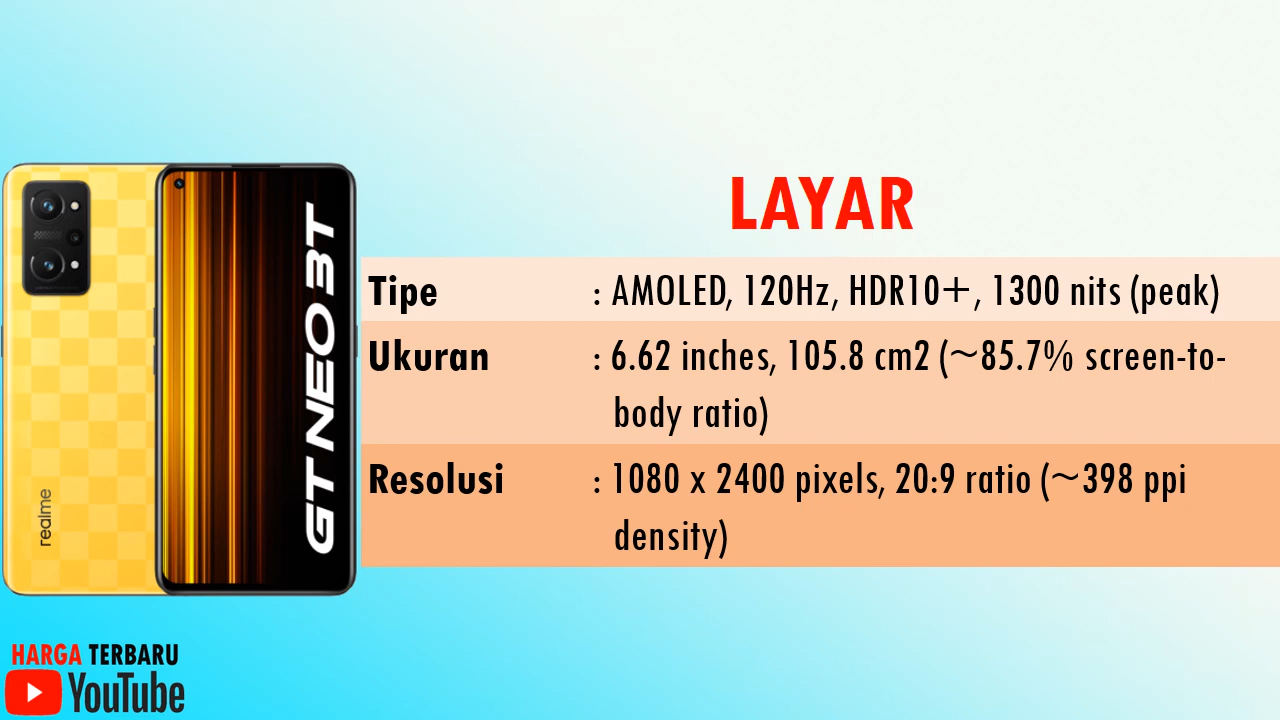 LAYAR
Tipe : AMOLED, 120Hz, HDR10+, 1300 nits (peak)
Ukuran : 6.62 inches, 105.8 cm2 (~85.7% screen-to-
body ratio)
Resolusi : 1080 x 2400 pixels, 20:9 ratio (~398 ppi
density)
GT NEO 3T
realme
HARGA TERBARU
YouTube